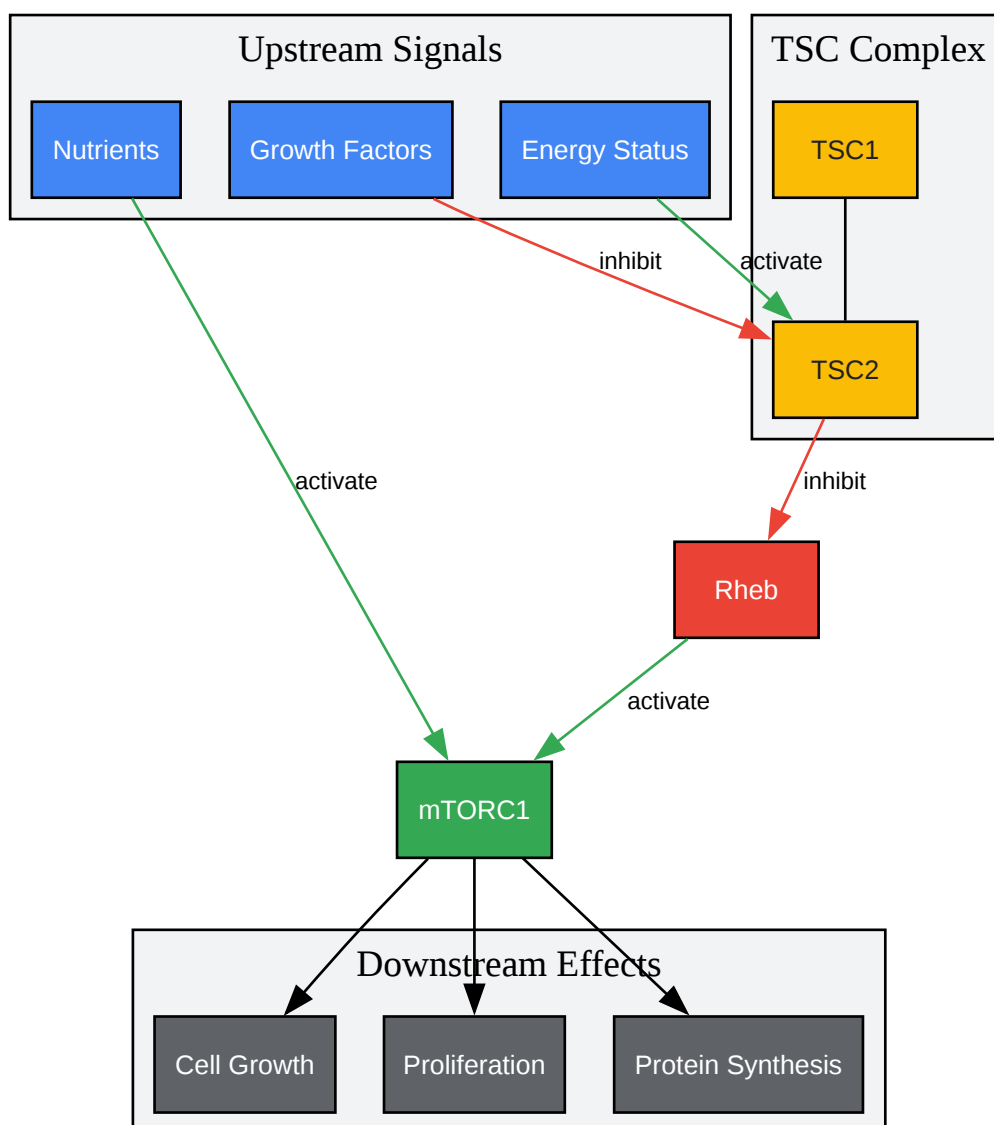 Upstream Signals
TSC Complex
Nutrients
Growth Factors
Energy Status
TSC1
inhibit
activate
TSC2
activate
inhibit
Rheb
activate
mTORC1
Downstream Effects
Cell Growth
Proliferation
Protein Synthesis